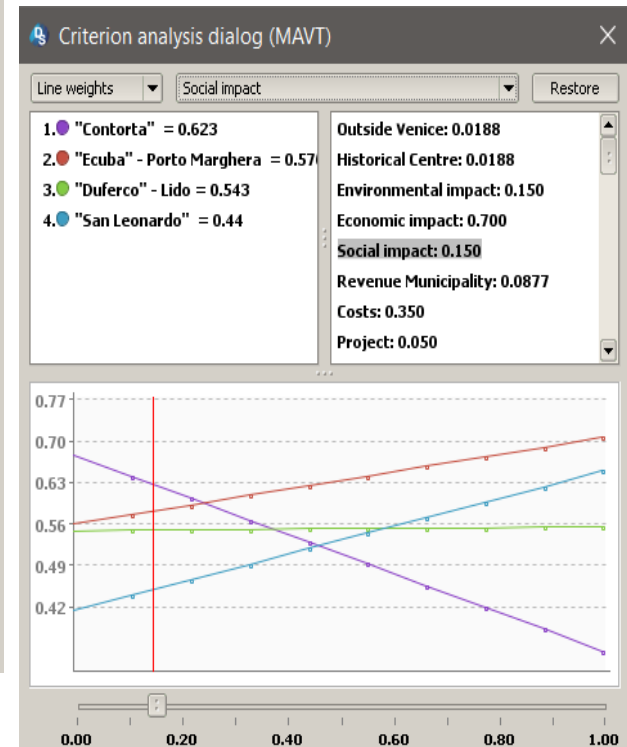 Criterion analysis dialog (MAVT)
Line weights
Social impact
Restore
1. "Contorta" = 0.623
2. "Ecuba" - Porto Marghera = 0.57
3. "Duferco" - Lido = 0.543
4. "San Leonardo" = 0.44
Outside Venice: 0.0188
Historical Centre: 0.0188
Environmental impact: 0.150
Economic impact: 0.700
Social impact: 0.150
Revenue Municipality: 0.0877
Costs: 0.350
Project: 0.050
0.77
0.70
0.63
0.56
0.49
0.42
0.00 0.20 0.40 0.60 0.80 1.00